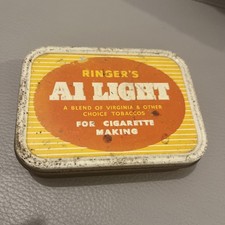 RINGER'S
A1 LIGHT
A BLEND OF VIRGINIA & OTHER
CHOICE TOBACCOS
FOR CIGARETTE
MAKING